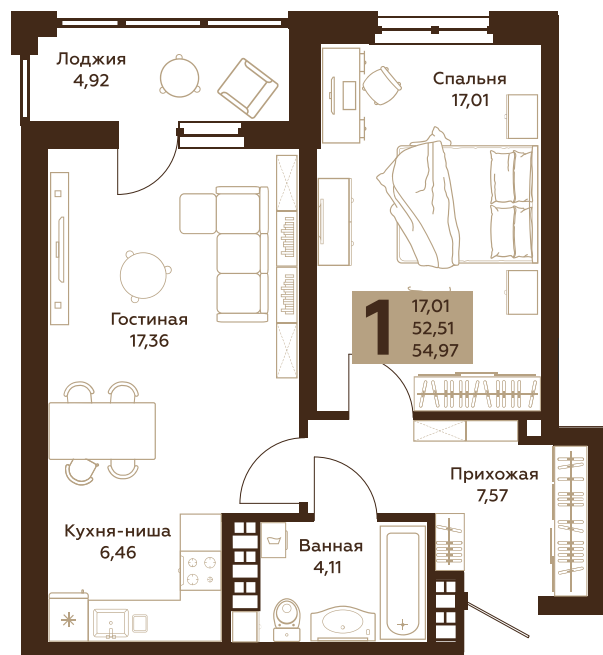 Лоджия
4,92
Спальня
17,01
Гостиная
17,36
1
17,01
52,51
54,97
Прихожая
7,57
Кухня-ниша
6,46
Ванная
4,11